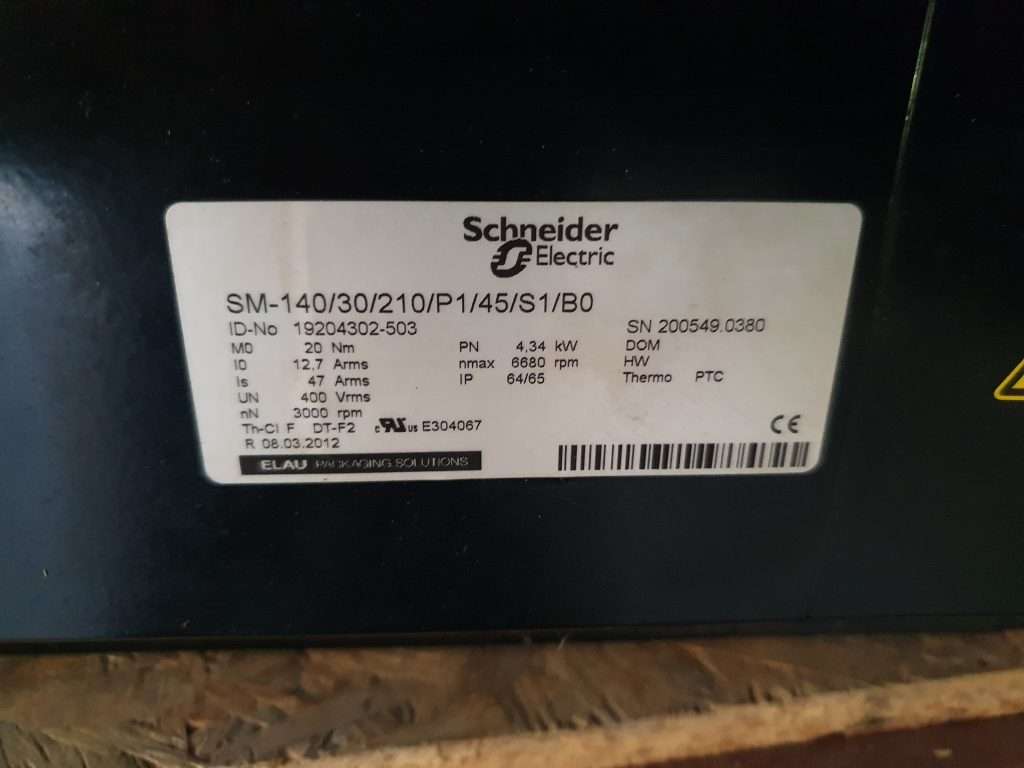 Schneider
Electric
SM-140/30/210/P1/45/S1/B0
ID-No 19204302-503 SN 200549.0380
M0 20 Nm PN 4,34 kW DOM
I0 12,7 Arms nmax 6680 rpm HW
Is 47 Arms IP 64/65 Thermo PTC
UN 400 Vrms
nN 3000 rpm
Th-Cl F DT-F2 c RU US E304067
R 08.03.2012 CE
ELAU PACKAGING SOLUTIONS